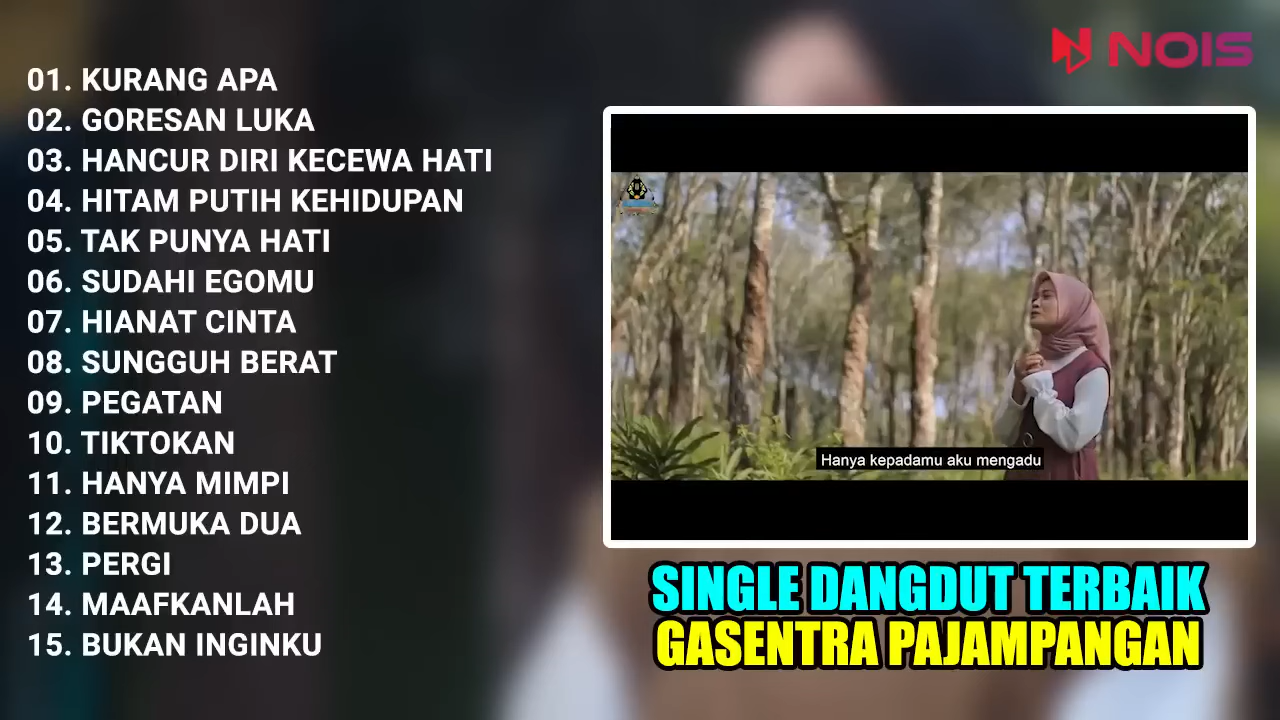 NOIS
01. KURANG APA
02. GORESAN LUKA
03. HANCUR DIRI KECEWA HATI
04. HITAM PUTIH KEHIDUPAN
05. TAK PUNYA HATI
06. SUDAHI EGOMU
07. HIANAT CINTA
08. SUNGGUH BERAT
09. PEGATAN
10. TIKTOKAN
11. HANYA MIMPI
12. BERMUKA DUA
13. PERGI
14. MAAFKANLAH
15. BUKAN INGINKU
Hanya kepadamu aku mengadu
SINGLE DANGDUT TERBAIK
GASENTRA PAJAMPANGAN